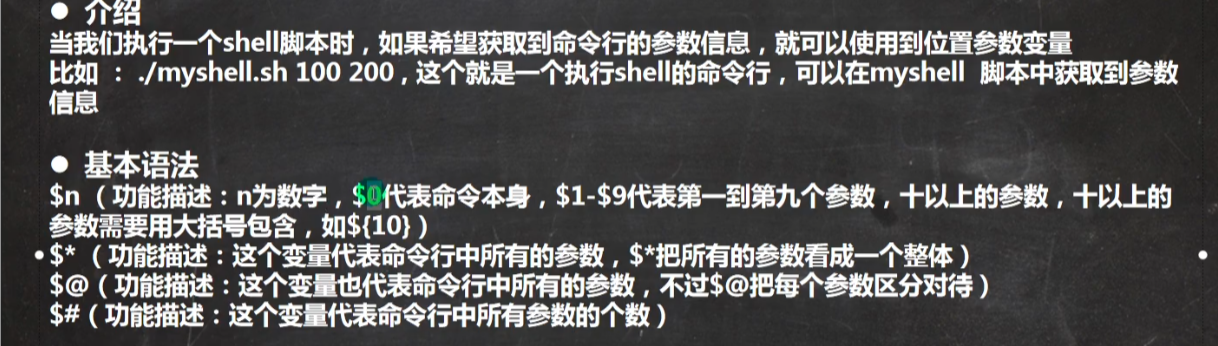 ● 介绍
当我们执行一个shell脚本时，如果希望获取到命令行的参数信息，就可以使用到位置参数变量
比如 ： ./myshell.sh 100 200 , 这个就是一个执行shell的命令行，可以在myshell 脚本中获取到参数
信息
● 基本语法
$n （功能描述：n为数字，$0代表命令本身，$1-$9代表第一到第九个参数，十以上的参数，十以上的
参数需要用大括号包含，如${10}）
$* （功能描述：这个变量代表命令行中所有的参数，$*把所有的参数看成一个整体）
$@（功能描述：这个变量也代表命令行中所有的参数，不过$@把每个参数区分对待）
$#（功能描述：这个变量代表命令行中所有参数的个数）